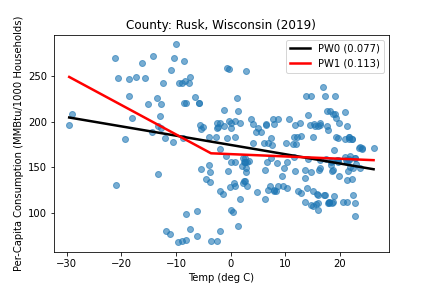 County: Rusk, Wisconsin (2019)
PW0 (0.077)
PW1 (0.113)
Per-Capita Consumption (MMBtu/1000 Households)
250
200
150
100
−30 −20 −10 0 10 20
Temp (deg C)